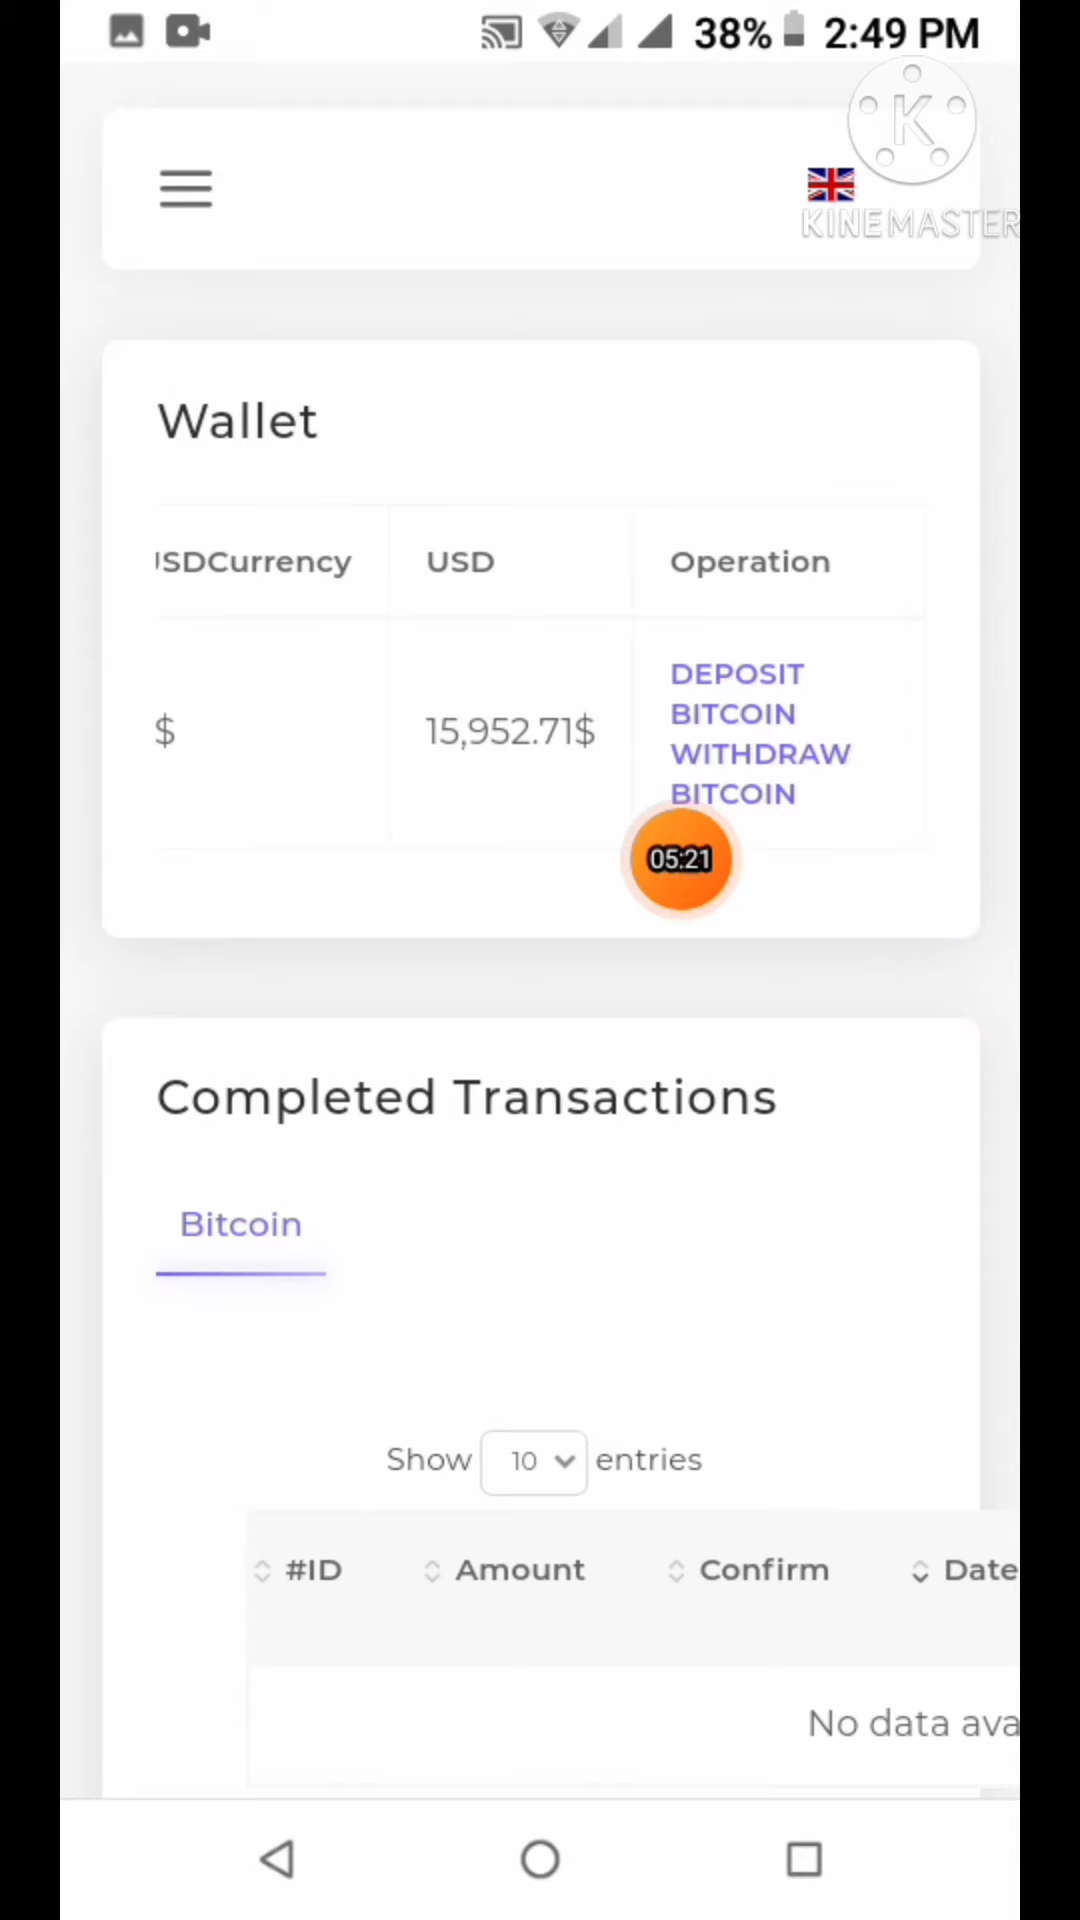 38% 2:49 PM
K
KINEMASTER
Wallet
SDCurrency USD Operation
$ 15,952.71$ DEPOSIT
BITCOIN
WITHDRAW
BITCOIN
05:21
Completed Transactions
Bitcoin
Show 10 entries
#ID Amount Confirm Date
No data ava